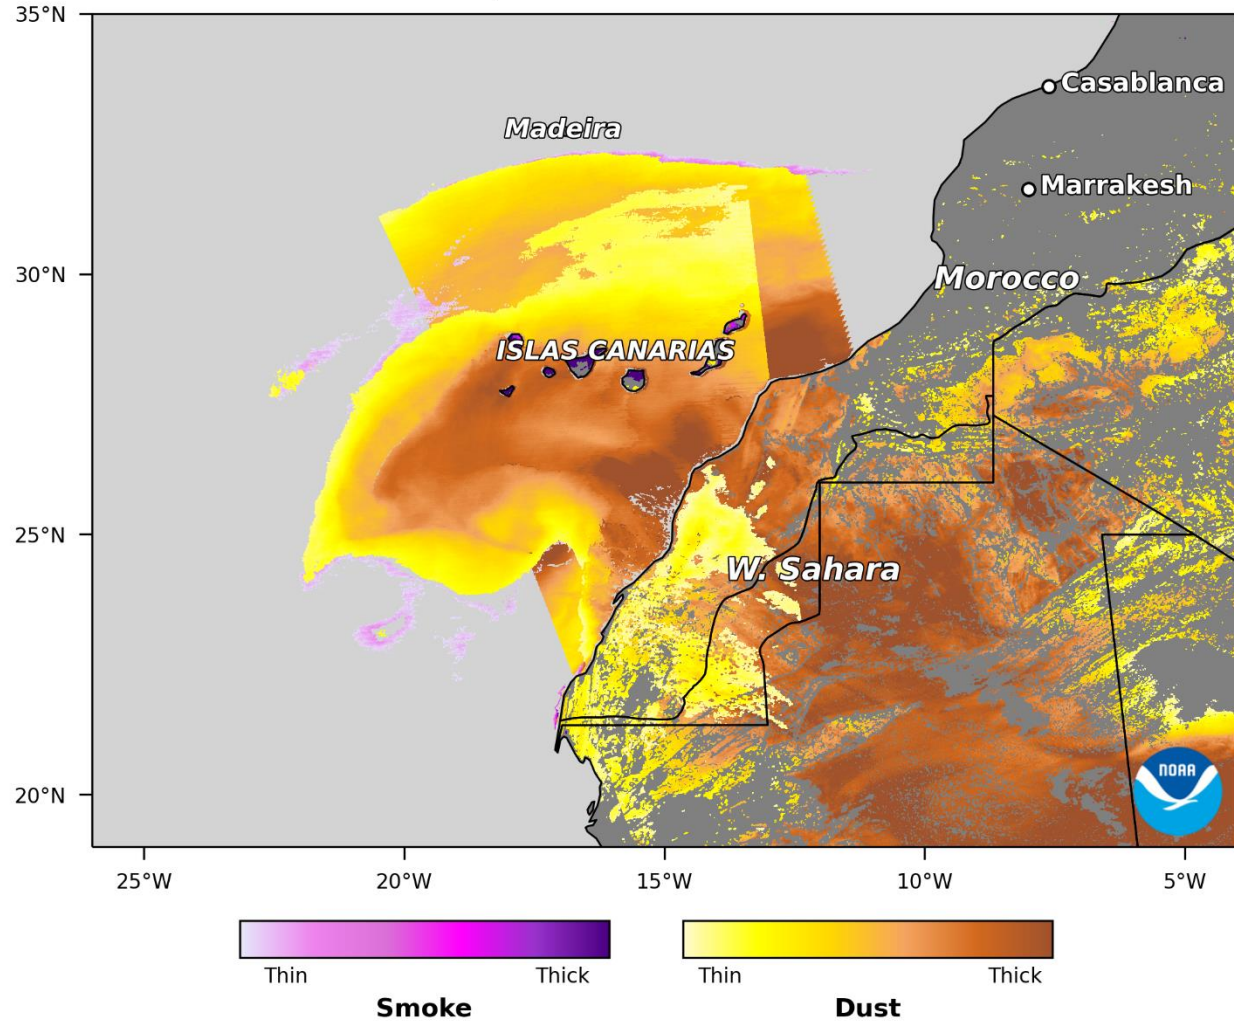 35°N
Casablanca
Madeira
Marrakesh
30°N
Morocco
ISLAS CANARIAS
25°N
W. Sahara
NOAA
20°N
25°W 20°W 15°W 10°W 5°W
Thin Thick Thin Thick
Smoke Dust